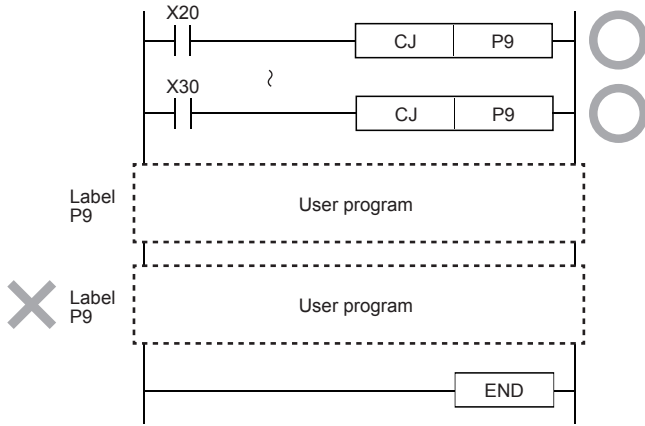 X20
CJ P9
X30
CJ P9
Label
P9
User program
Label
P9
User program
END